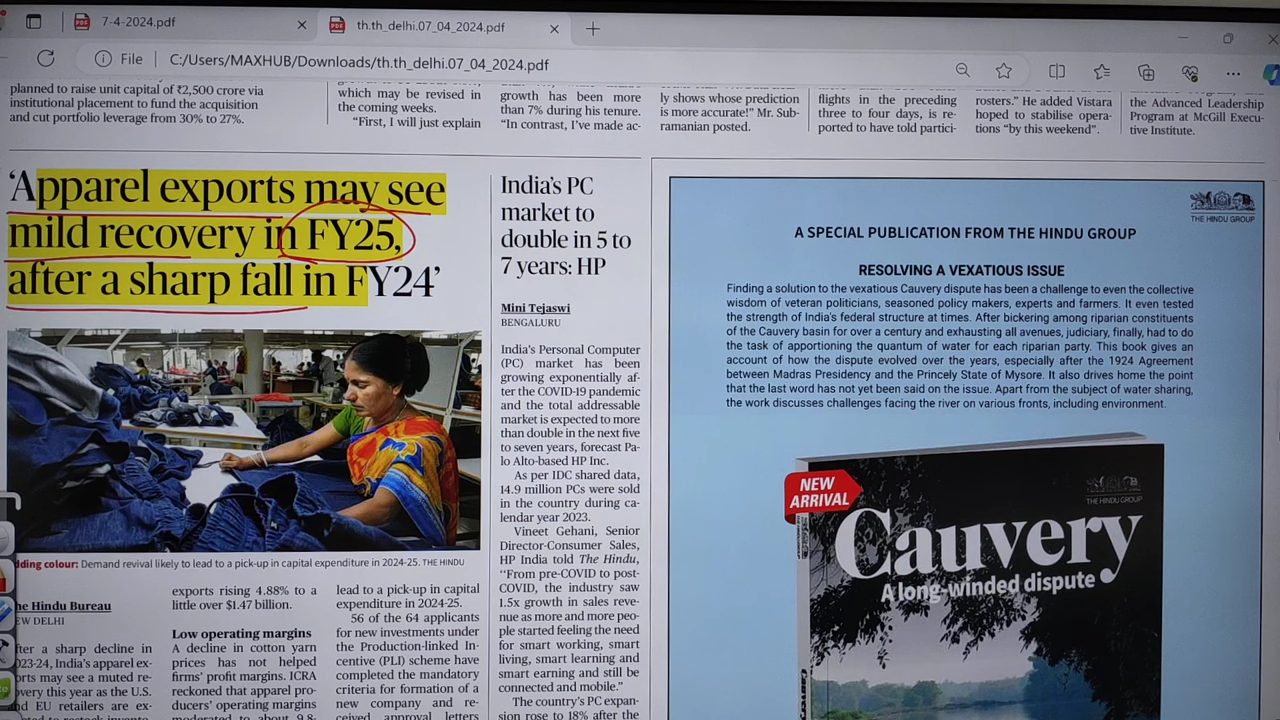 7-4-2024.pdf
th.th_delhi.07_04_2024.pdf
File
C:/Users/MAXHUB/Downloads/th.th_delhi.07_04_2024.pdf
planned to raise unit capital of ₹2,500 crore via
institutional placement to fund the acquisition
and cut portfolio leverage from 30% to 27%.
which may be revised in
the coming weeks.
“First, I will just explain
growth has been more
than 7% during his tenure.
“In contrast, I’ve made ac-
ly shows whose prediction
is more accurate!” Mr. Sub-
ramanian posted.
flights in the preceding
three to four days, is re-
ported to have told partici-
rosters.” He added Vistara
hoped to stabilise opera-
tions “by this weekend”.
the Advanced Leadership
Program at McGill Execu-
tive Institute.
‘Apparel exports may see
mild recovery in FY25,
after a sharp fall in FY24’
dding colour: Demand revival likely to lead to a pick-up in capital expenditure in 2024-25. THE HINDU
he Hindu Bureau
EW DELHI
fter a sharp decline in
023-24, India’s apparel ex-
orts may see a muted re-
overy this year as the U.S.
nd EU retailers are ex-
exports rising 4.88% to a
little over $1.47 billion.
Low operating margins
A decline in cotton yarn
prices has not helped
firms’ profit margins. ICRA
reckoned that apparel pro-
ducers’ operating margins
moderated to about 9.8-
lead to a pick-up in capital
expenditure in 2024-25.
56 of the 64 applicants
for new investments under
the Production-linked In-
centive (PLI) scheme have
completed the mandatory
criteria for formation of a
new company and re-
ceived approval letters
India’s PC
market to
double in 5 to
7 years: HP
Mini Tejaswi
BENGALURU
India’s Personal Computer
(PC) market has been
growing exponentially af-
ter the COVID-19 pandemic
and the total addressable
market is expected to more
than double in the next five
to seven years, forecast Pa-
lo Alto-based HP Inc.
As per IDC shared data,
14.9 million PCs were sold
in the country during ca-
lendar year 2023.
Vineet Gehani, Senior
Director-Consumer Sales,
HP India told The Hindu,
“From pre-COVID to post-
COVID, the industry saw
1.5x growth in sales reve-
nue as more and more peo-
ple started feeling the need
for smart working, smart
living, smart learning and
smart earning and still be
connected and mobile.”
The country’s PC expan-
sion rose to 18% after the
THE HINDU GROUP
A SPECIAL PUBLICATION FROM THE HINDU GROUP
RESOLVING A VEXATIOUS ISSUE
Finding a solution to the vexatious Cauvery dispute has been a challenge to even the collective
wisdom of veteran politicians, seasoned policy makers, experts and farmers. It even tested
the strength of India’s federal structure at times. After bickering among riparian constituents
of the Cauvery basin for over a century and exhausting all avenues, judiciary, finally, had to do
the task of apportioning the quantum of water for each riparian party. This book gives an
account of how the dispute evolved over the years, especially after the 1924 Agreement
between Madras Presidency and the Princely State of Mysore. It also drives home the point
that the last word has not yet been said on the issue. Apart from the subject of water sharing,
the work discusses challenges facing the river on various fronts, including environment.
NEW
ARRIVAL
THE HINDU GROUP
Cauvery
A long-winded dispute
Cauvery